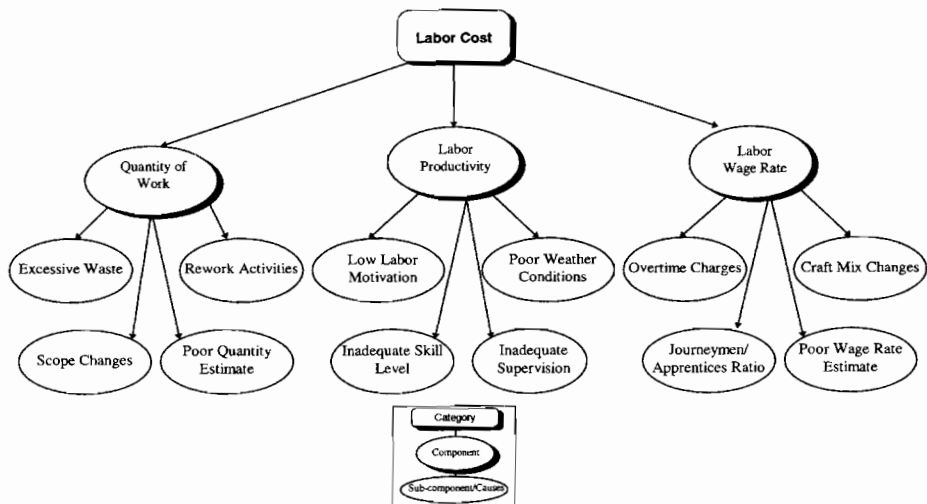 Labor Cost
Quantity of
Work
Labor
Productivity
Labor
Wage Rate
Excessive Waste
Rework Activities
Low Labor
Motivation
Poor Weather
Conditions
Overtime Charges
Craft Mix Changes
Scope Changes
Poor Quantity
Estimate
Inadequate Skill
Level
Inadequate
Supervision
Journeymen/
Apprentices Ratio
Poor Wage Rate
Estimate
Category
Component
Sub-component/Causes